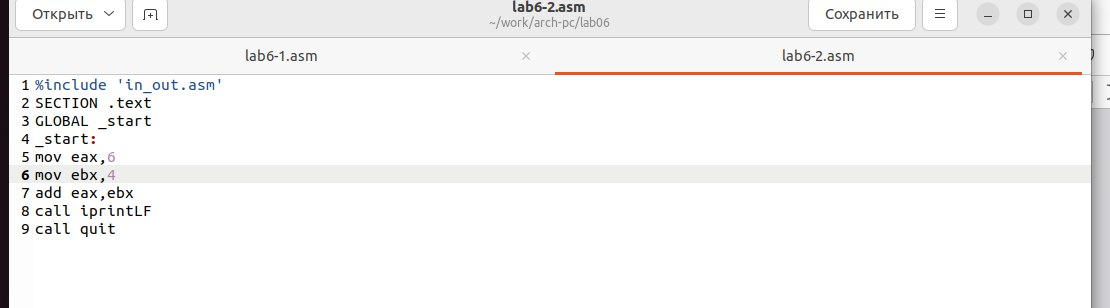 Открыть
lab6-2.asm
~/work/arch-pc/lab06
Сохранить
lab6-1.asm
lab6-2.asm
1 %include 'in_out.asm'
2 SECTION .text
3 GLOBAL _start
4 _start:
5 mov eax,6
6 mov ebx,4
7 add eax,ebx
8 call iprintLF
9 call quit